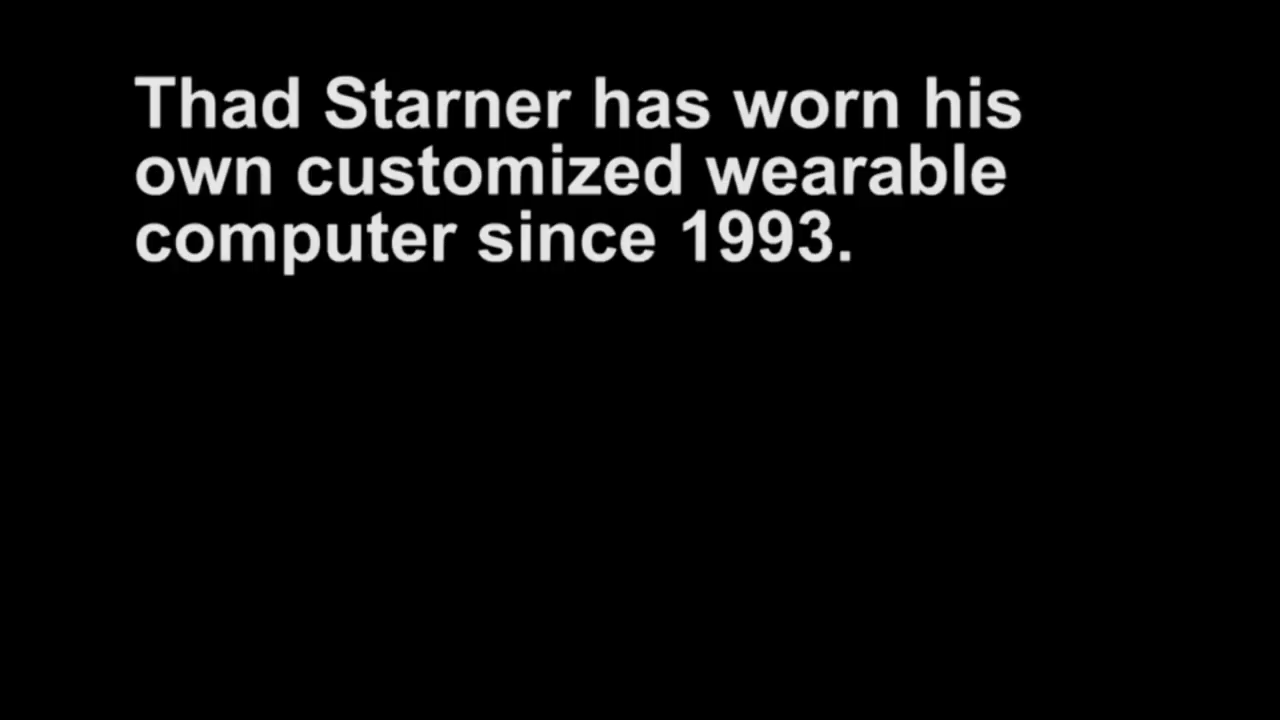 Thad Starner has worn his
own customized wearable
computer since 1993.